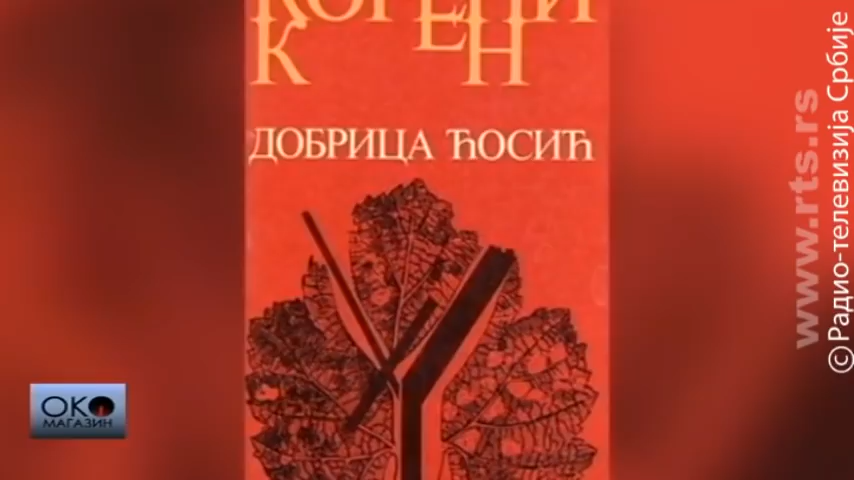 КОРЕНИ
К ЕН
ДОБРИЦА ЋОСИЋ
ОКО
МАГАЗИН
www.rts.rs
© Радио-телевизија Србије